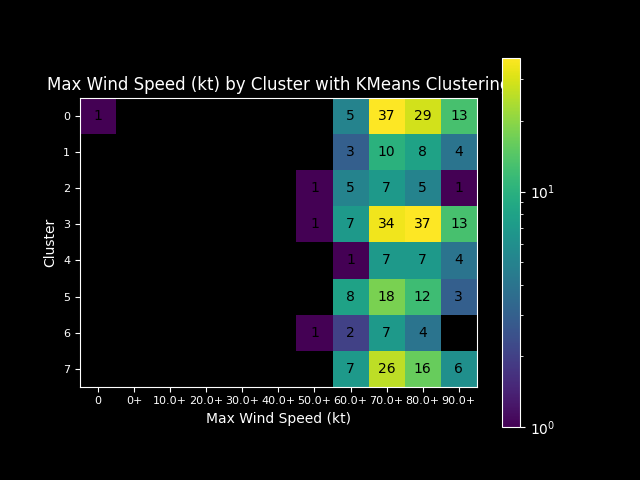 Max Wind Speed (kt) by Cluster with KMeans Clustering
0 1 5 37 29 13
1 3 10 8 4
2 1 5 7 5 1
3 1 7 34 37 13
4 1 7 7 4
5 8 18 12 3
6 1 2 7 4
7 7 26 16 6
Cluster
0 0+ 10.0+ 20.0+ 30.0+ 40.0+ 50.0+ 60.0+ 70.0+ 80.0+ 90.0+
Max Wind Speed (kt)
10¹
10⁰